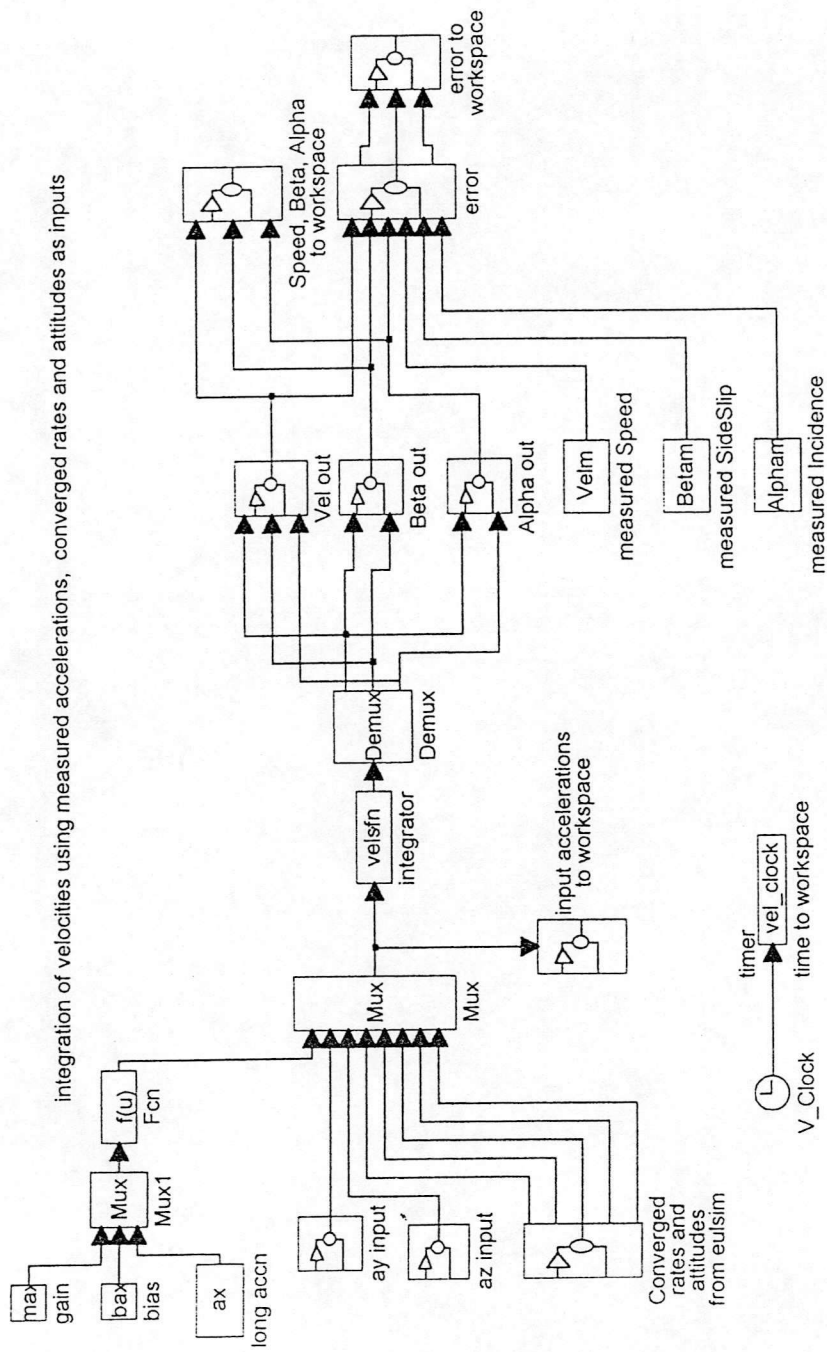 integration of velocities using measured accelerations, converged rates and attitudes as inputs
max
gain
bax
bias
ax
long accn
Mux
Mux1
f(u)
Fcn
ay input
az input
Converged
rates and
attitudes
from eulsim
Mux
Mux
input accelerations
to workspace
velsfn
integrator
Demux
Demux
Vel out
Beta out
Alpha out
Velm
measured Speed
Betam
measured SideSlip
Alpham
measured Incidence
Speed, Beta, Alpha
to workspace
error
error to
workspace
V_Clock
timer
vel_clock
time to workspace